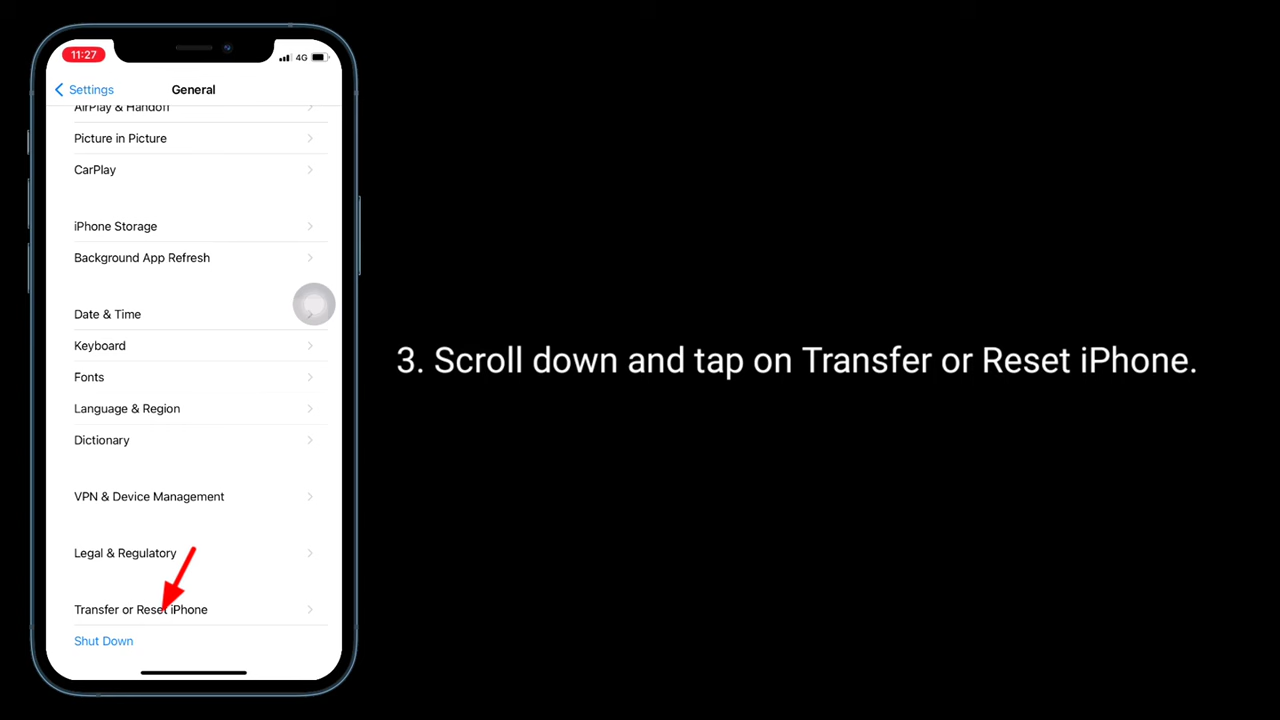 11:27
4G
Settings
General
AirPlay & Handoff
Picture in Picture
CarPlay
iPhone Storage
Background App Refresh
Date & Time
Keyboard
Fonts
Language & Region
Dictionary
VPN & Device Management
Legal & Regulatory
Transfer or Reset iPhone
Shut Down
3. Scroll down and tap on Transfer or Reset iPhone.